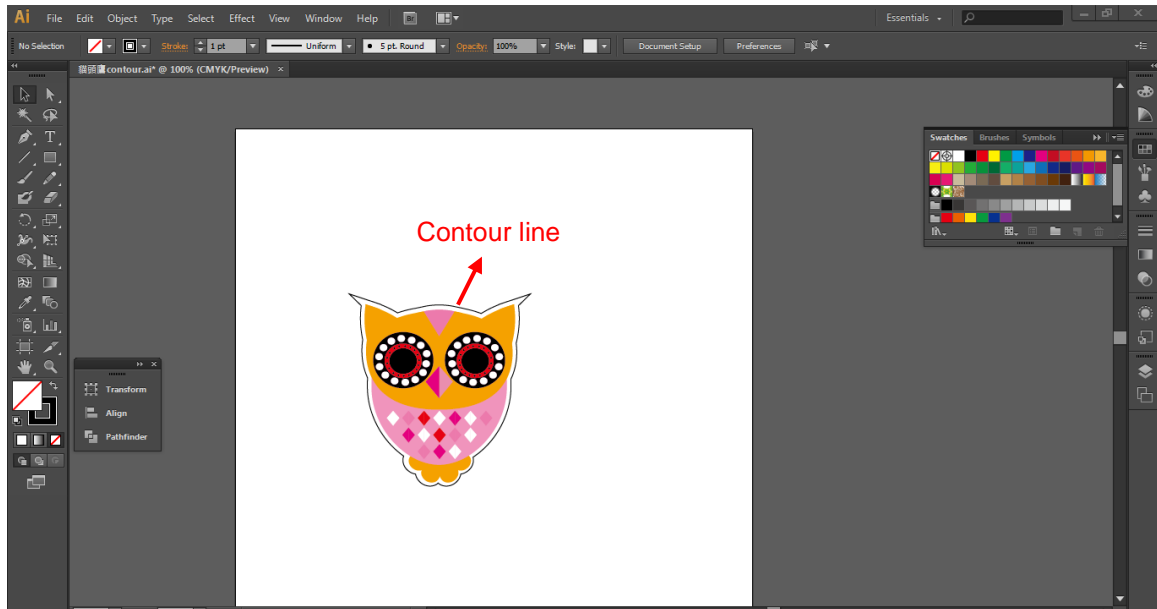 Ai File Edit Object Type Select Effect View Window Help Br Essentials
No Selection Stroke: 1 pt Uniform 5 pt. Round Opacity: 100% Style: Document Setup Preferences
contour.ai* @ 100% (CMYK/Preview) ×
Swatches Brushes Symbols
Contour line
Transform
Align
Pathfinder